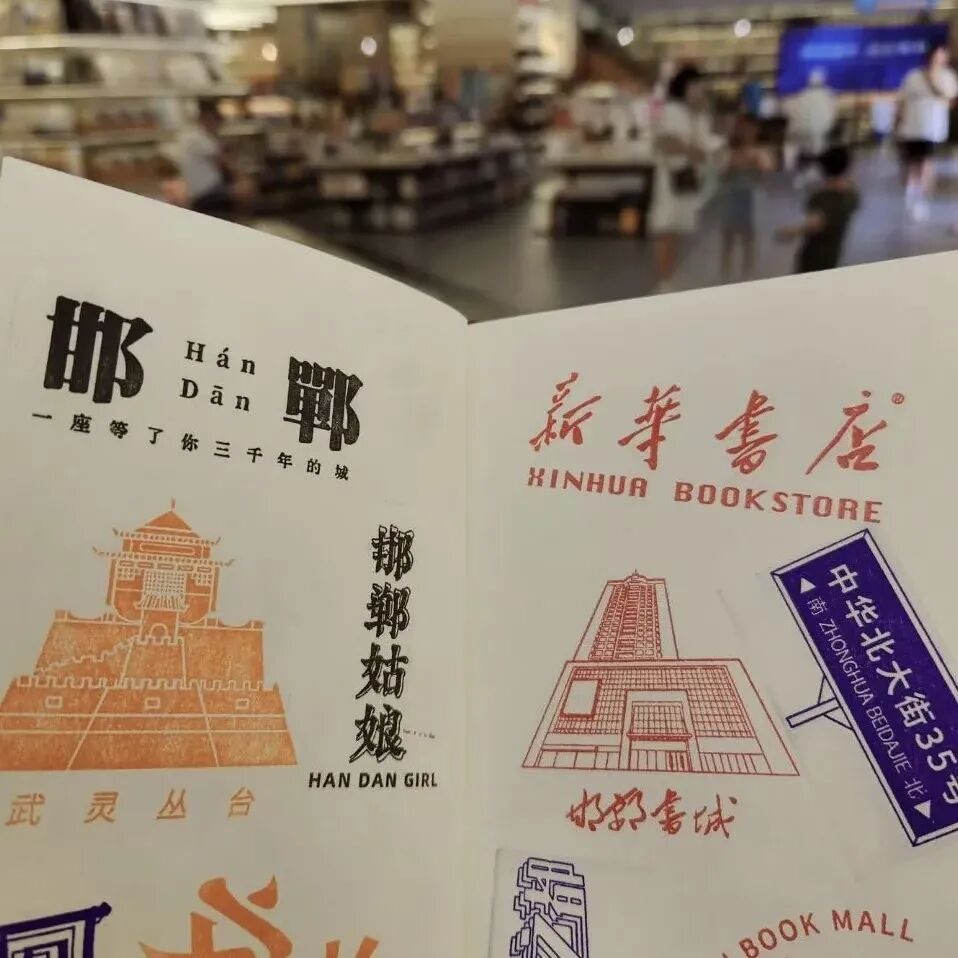 邯鄲
Hán
Dān
一座等了你三千年的城
邯郸姑娘
HAN DAN GIRL
武灵丛台
新華書店®
XINHUA BOOKSTORE
中华北大街35号
南 ZHONGHUA BEIDAJIE 北
邯郸書城
BOOK MALL